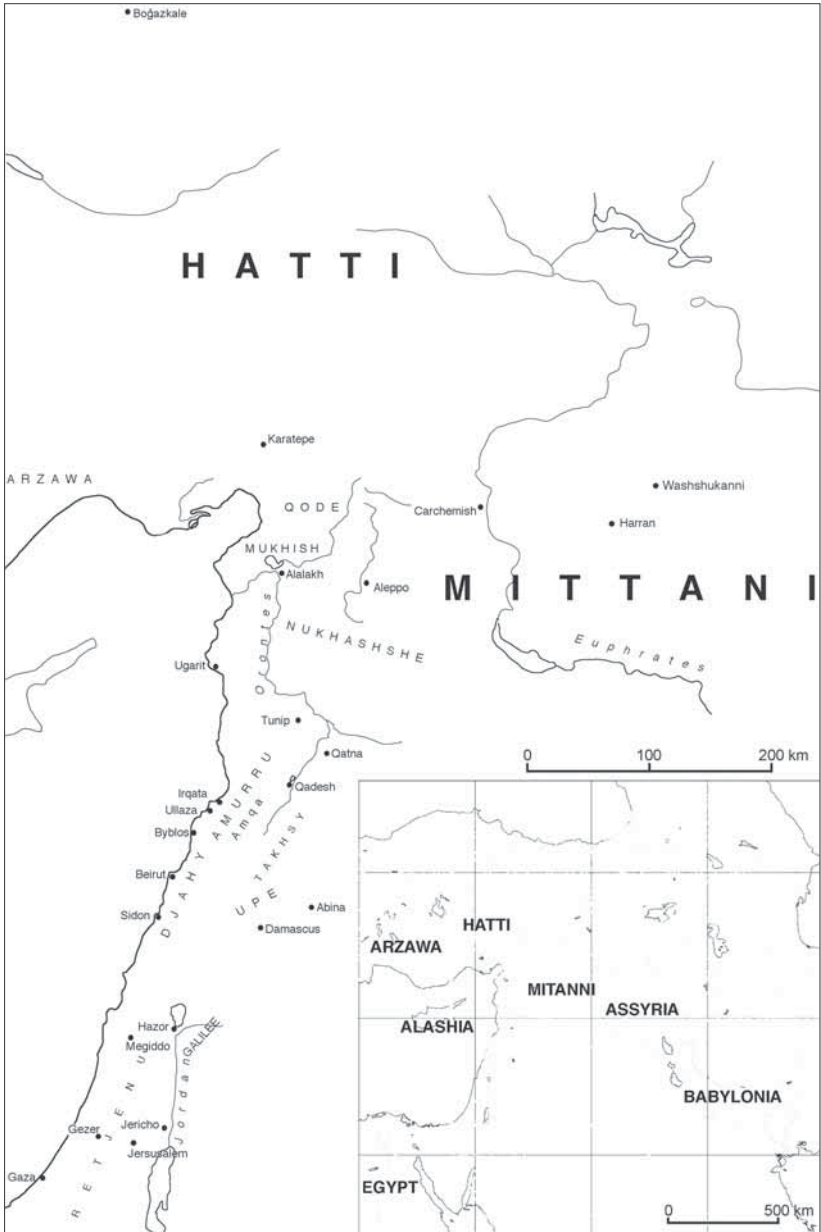 Boğazkale
HATTI
Karatepe
ARZAWA
Washshukanni
QODE
Carchemish
Harran
MUKHISH
Alalakh
Aleppo
MITTANI
Orontes
NUKHASHSHE
Euphrates
Ugarit
Tunip
Qatna
0 100 200 km
Qadesh
Irqata
Ullaza
AMURRU
Amqa
Byblos
TAKHSY
Beirut
DJAHY
UPE
Abina
Sidon
Damascus
Hazor
GALILEE
Megiddo
Jordan
RETJENU
Jericho
Gezer
Jersusalem
Gaza
HATTI
ARZAWA
MITANNI
ASSYRIA
ALASHIA
BABYLONIA
EGYPT
0 500 km